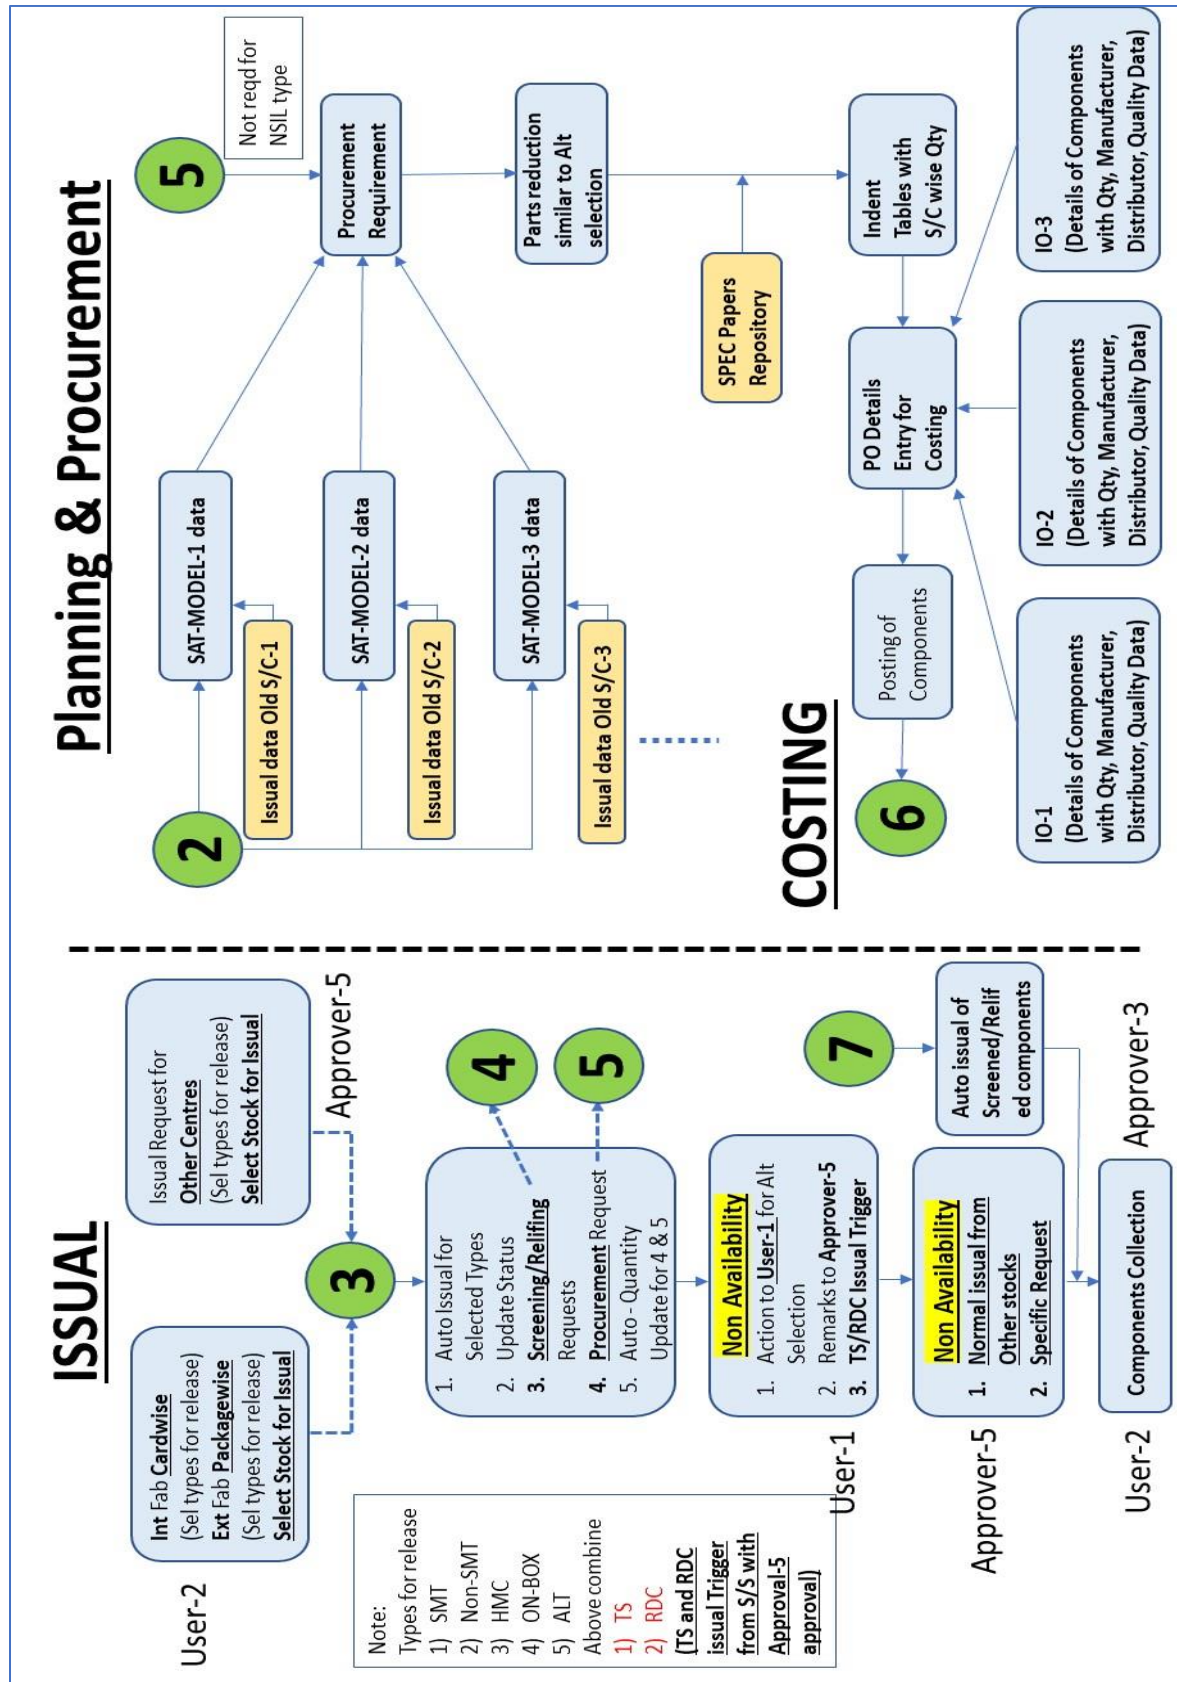 ISSUAL
User-2
Int Fab Cardwise
(Sel types for release)
Ext Fab Packagewise
(Sel types for release)
Select Stock for Issual
Issual Request for
Other Centres
(Sel types for release)
Select Stock for Issual
Approver-5
3
Note:
Types for release
1) SMT
2) Non-SMT
3) HMC
4) ON-BOX
5) ALT
Above combine
1) TS
2) RDC
(TS and RDC
issual Trigger
from S/S with
Approval-5
approval)
1. Auto Issual for
Selected Types
2. Update Status
3. Screening/Relifing
Requests
4. Procurement Request
5. Auto - Quantity
Update for 4 & 5
4
5
User-1
Non Availability
1. Action to User-1 for Alt
Selection
2. Remarks to Approver-5
3. TS/RDC Issual Trigger
7
Approver-5
Non Availability
1. Normal issual from
Other stocks
2. Specific Request
Auto issual of
Screened/Relif
ed components
User-2
Components Collection
Approver-3
Planning & Procurement
2
SAT-MODEL-1 data
Issual data Old S/C-1
SAT-MODEL-2 data
Issual data Old S/C-2
SAT-MODEL-3 data
Issual data Old S/C-3
5
Not reqd for
NSIL type
Procurement
Requirement
Parts reduction
similar to Alt
selection
SPEC Papers
Repository
Indent
Tables with
S/C wise Qty
COSTING
6
Posting of
Components
PO Details
Entry for
Costing
IO-1
(Details of Components
with Qty, Manufacturer,
Distributor, Quality Data)
IO-2
(Details of Components
with Qty, Manufacturer,
Distributor, Quality Data)
IO-3
(Details of Components
with Qty, Manufacturer,
Distributor, Quality Data)